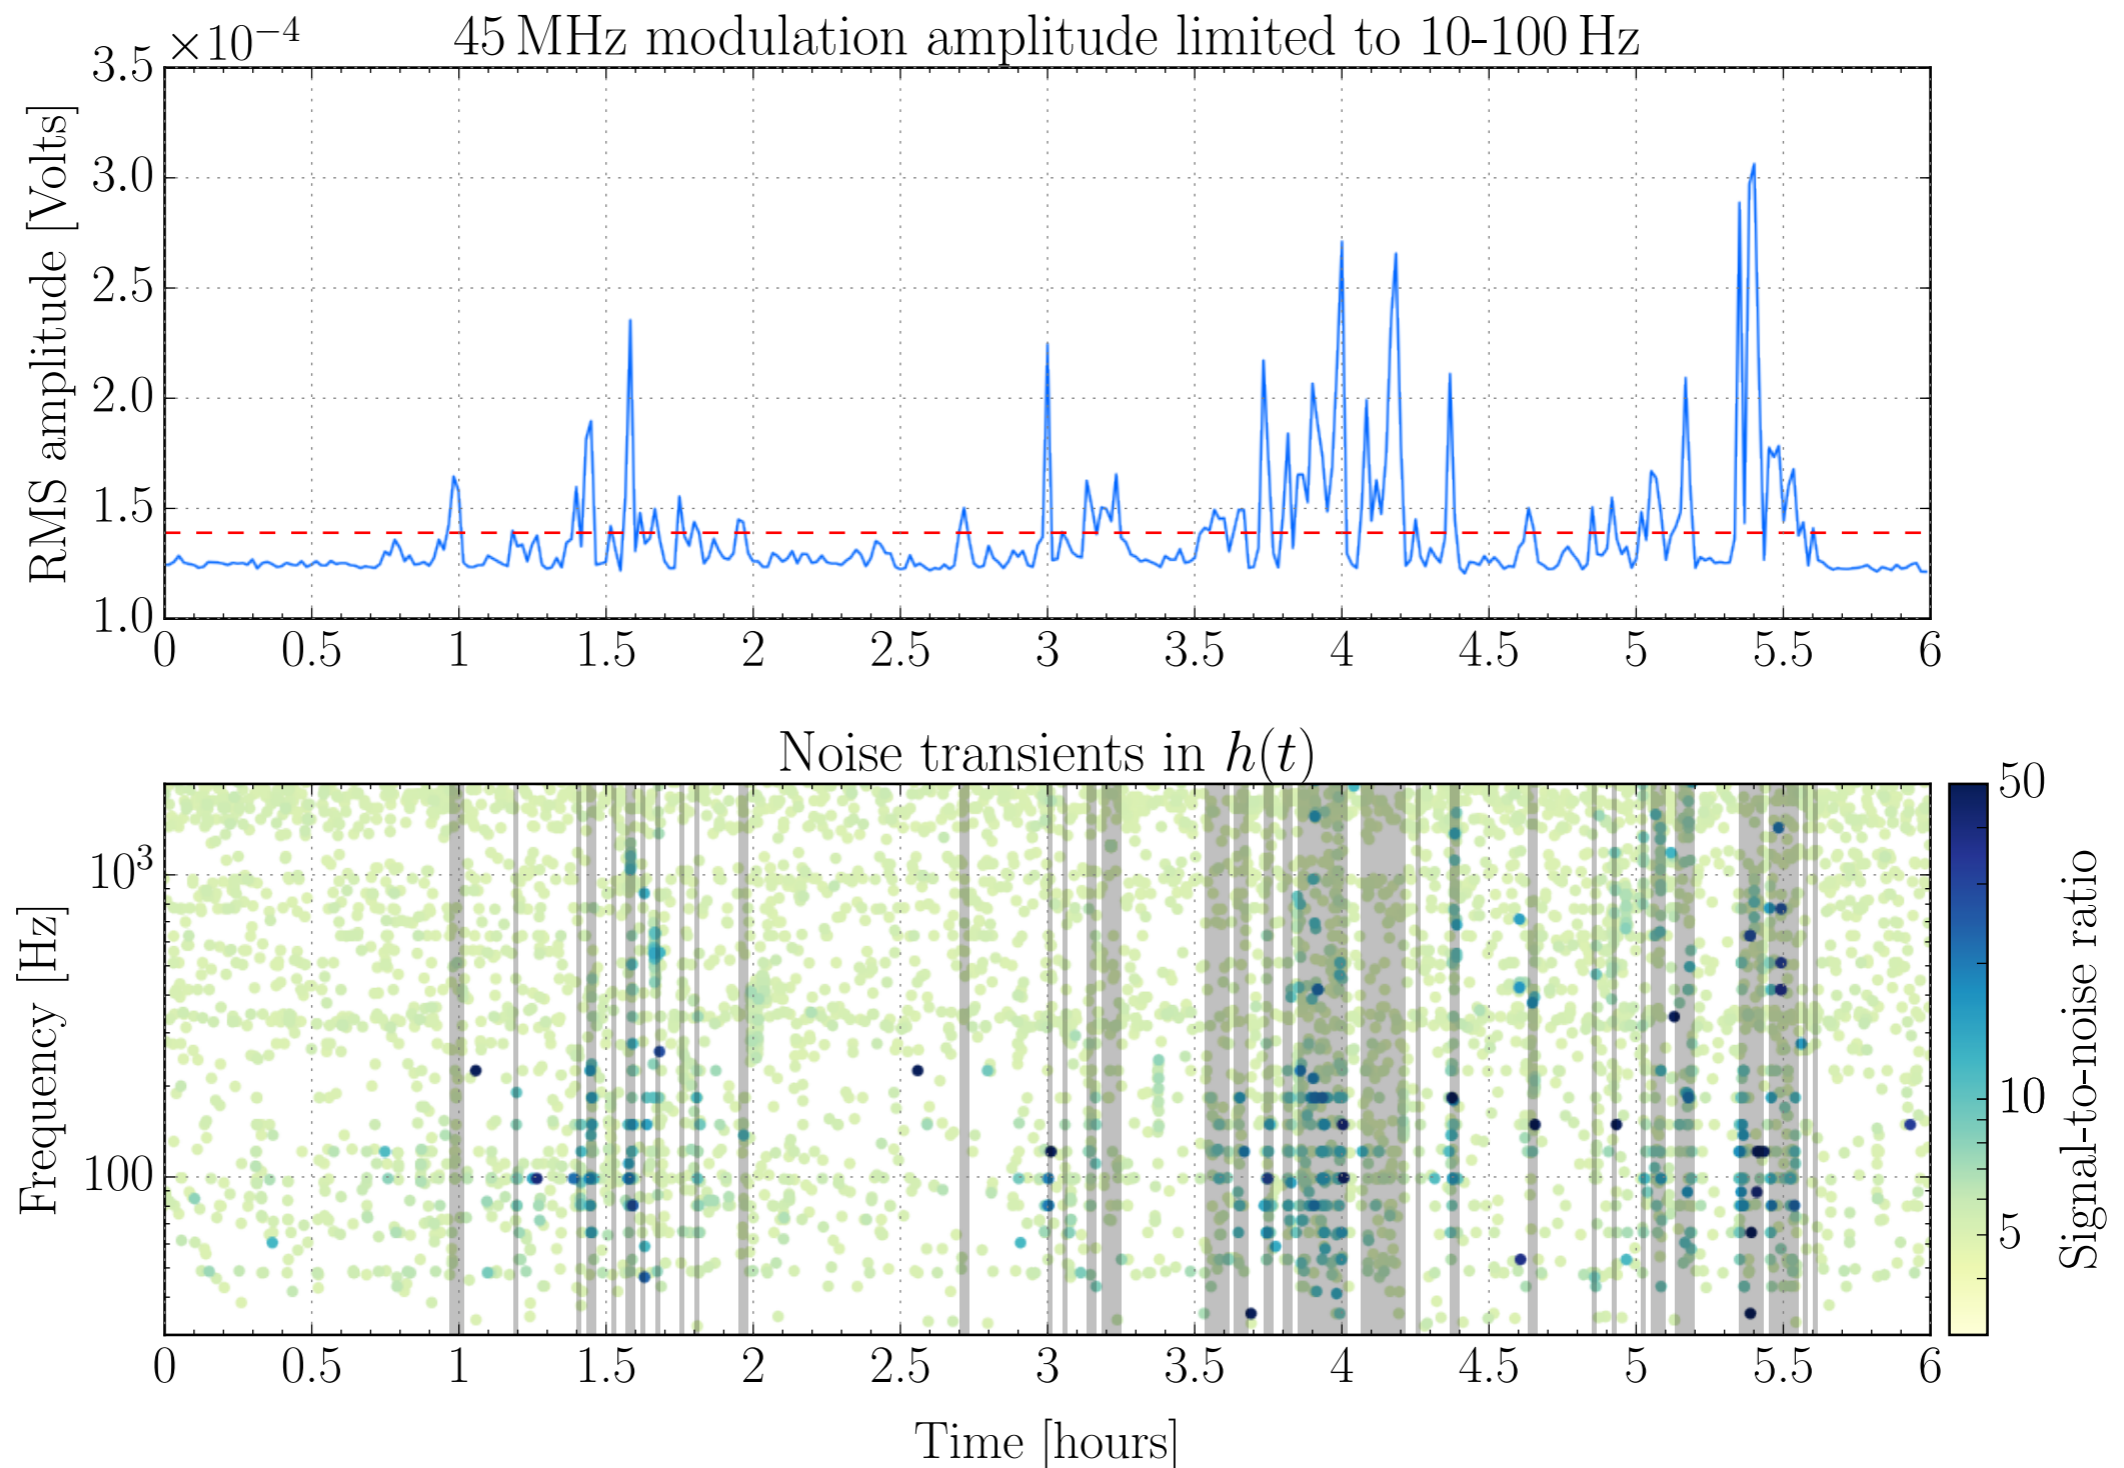 ×10−4
45 MHz modulation amplitude limited to 10-100 Hz
RMS amplitude [Volts]
3.5
3.0
2.5
2.0
1.5
1.0
0 0.5 1 1.5 2 2.5 3 3.5 4 4.5 5 5.5 6
Noise transients in h(t)
Frequency [Hz]
10³
100
0 0.5 1 1.5 2 2.5 3 3.5 4 4.5 5 5.5 6
Time [hours]
50
10
5
Signal-to-noise ratio